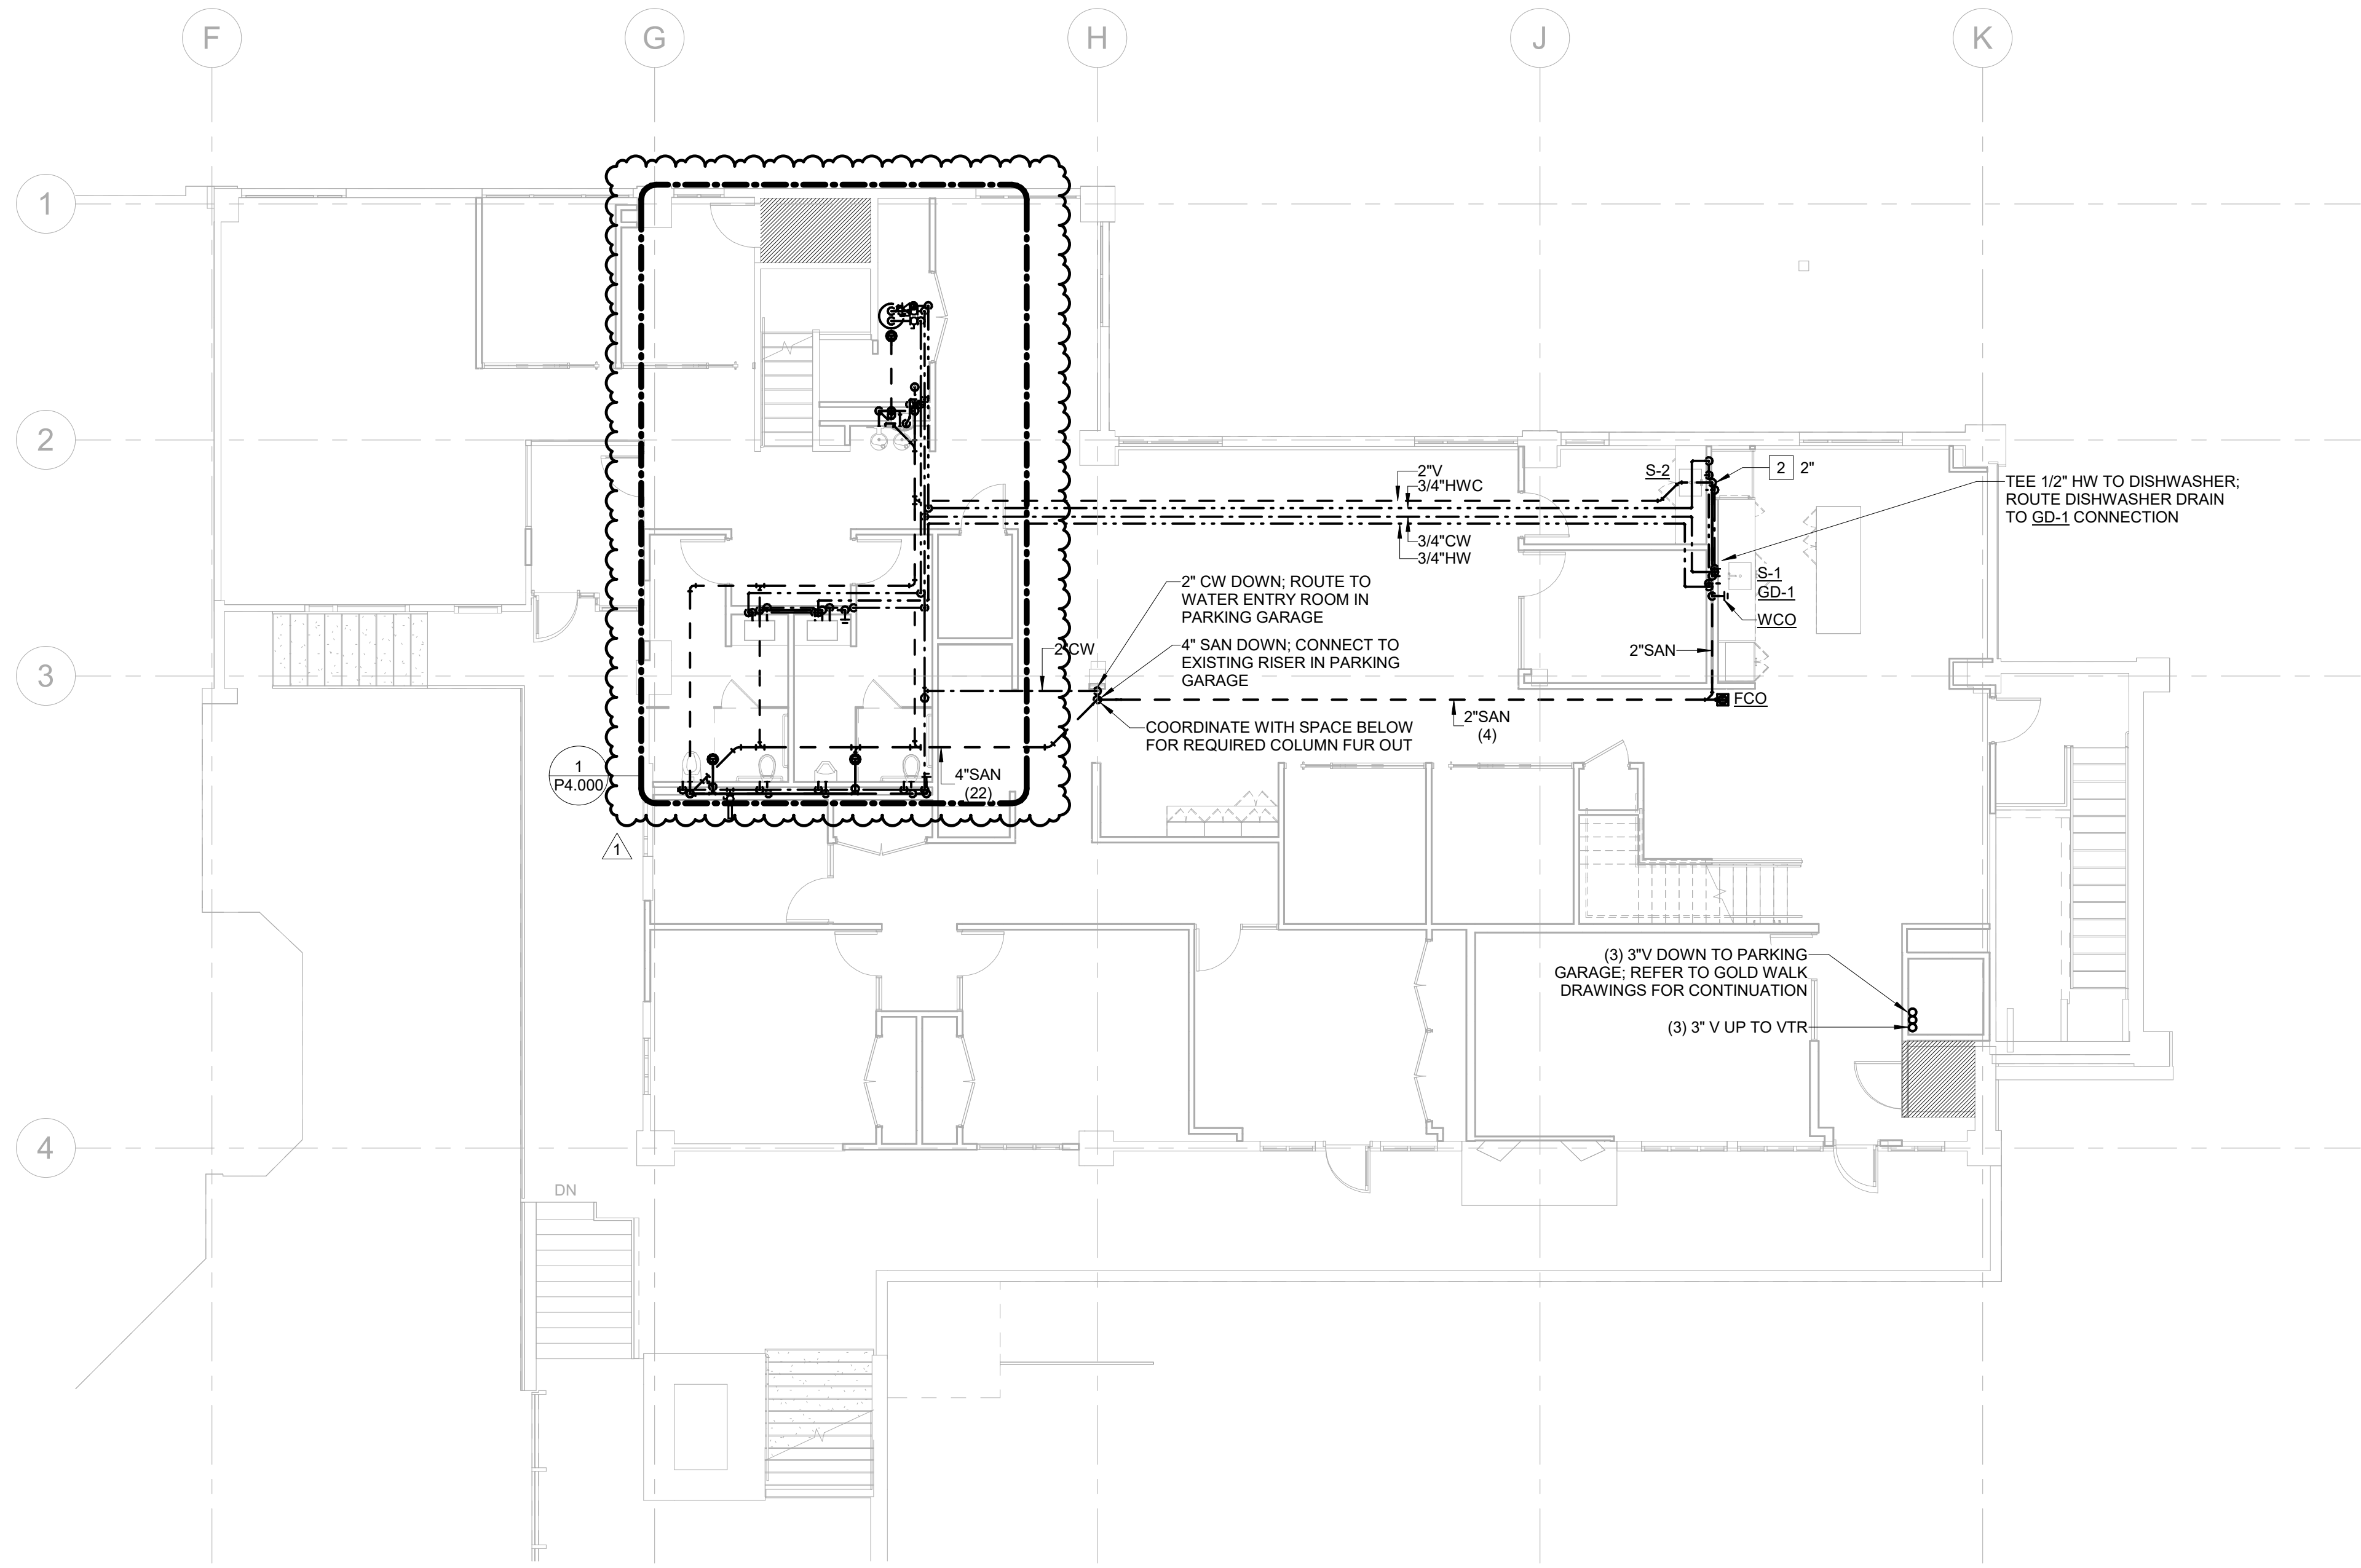 F
G
H
J
K
1
2
3
4
2"V
3/4"HWC
3/4"CW
3/4"HW
S-2
2
2"
TEE 1/2" HW TO DISHWASHER;
ROUTE DISHWASHER DRAIN
TO GD-1 CONNECTION
S-1
GD-1
WCO
2"SAN
FCO
2" CW DOWN; ROUTE TO
WATER ENTRY ROOM IN
PARKING GARAGE
4" SAN DOWN; CONNECT TO
EXISTING RISER IN PARKING
GARAGE
2"CW
COORDINATE WITH SPACE BELOW
FOR REQUIRED COLUMN FUR OUT
2"SAN
(4)
1
P4.000
4"SAN
(22)
1
(3) 3"V DOWN TO PARKING
GARAGE; REFER TO GOLD WALK
DRAWINGS FOR CONTINUATION
(3) 3" V UP TO VTR
DN